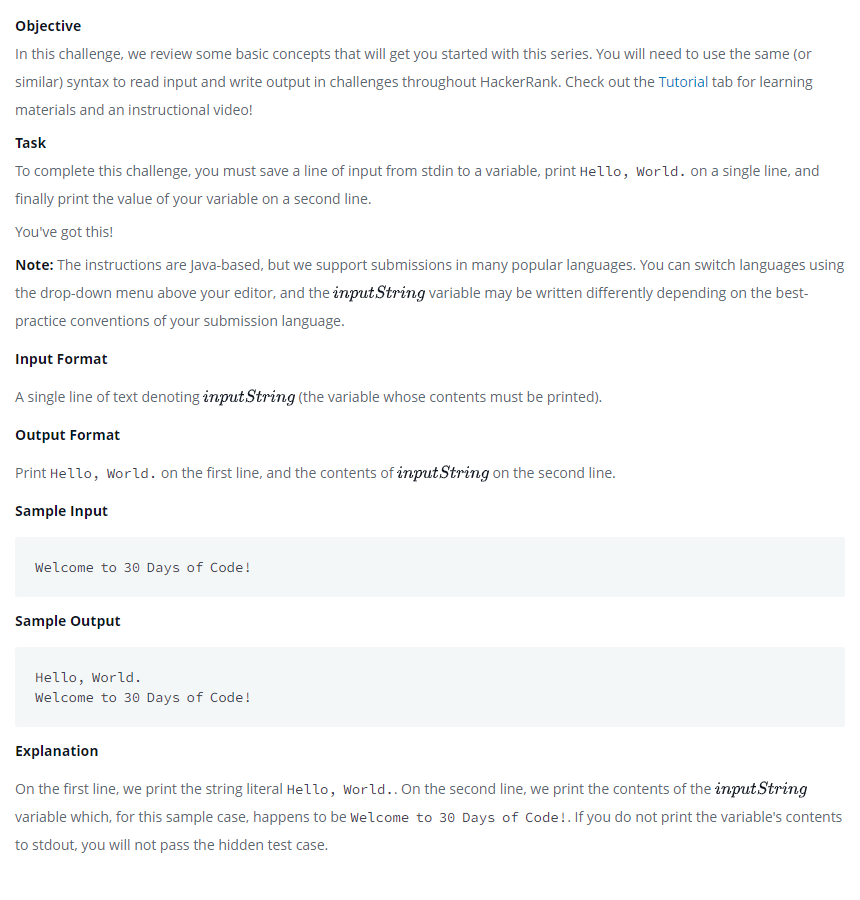 Objective
In this challenge, we review some basic concepts that will get you started with this series. You will need to use the same (or
similar) syntax to read input and write output in challenges throughout HackerRank. Check out the Tutorial tab for learning
materials and an instructional video!
Task
To complete this challenge, you must save a line of input from stdin to a variable, print Hello, World. on a single line, and
finally print the value of your variable on a second line.
You've got this!
Note: The instructions are Java-based, but we support submissions in many popular languages. You can switch languages using
the drop-down menu above your editor, and the inputString variable may be written differently depending on the best-
practice conventions of your submission language.
Input Format
A single line of text denoting inputString (the variable whose contents must be printed).
Output Format
Print Hello, World. on the first line, and the contents of inputString on the second line.
Sample Input
Welcome to 30 Days of Code!
Sample Output
Hello, World.
Welcome to 30 Days of Code!
Explanation
On the first line, we print the string literal Hello, World.. On the second line, we print the contents of the inputString
variable which, for this sample case, happens to be Welcome to 30 Days of Code!. If you do not print the variable's contents
to stdout, you will not pass the hidden test case.